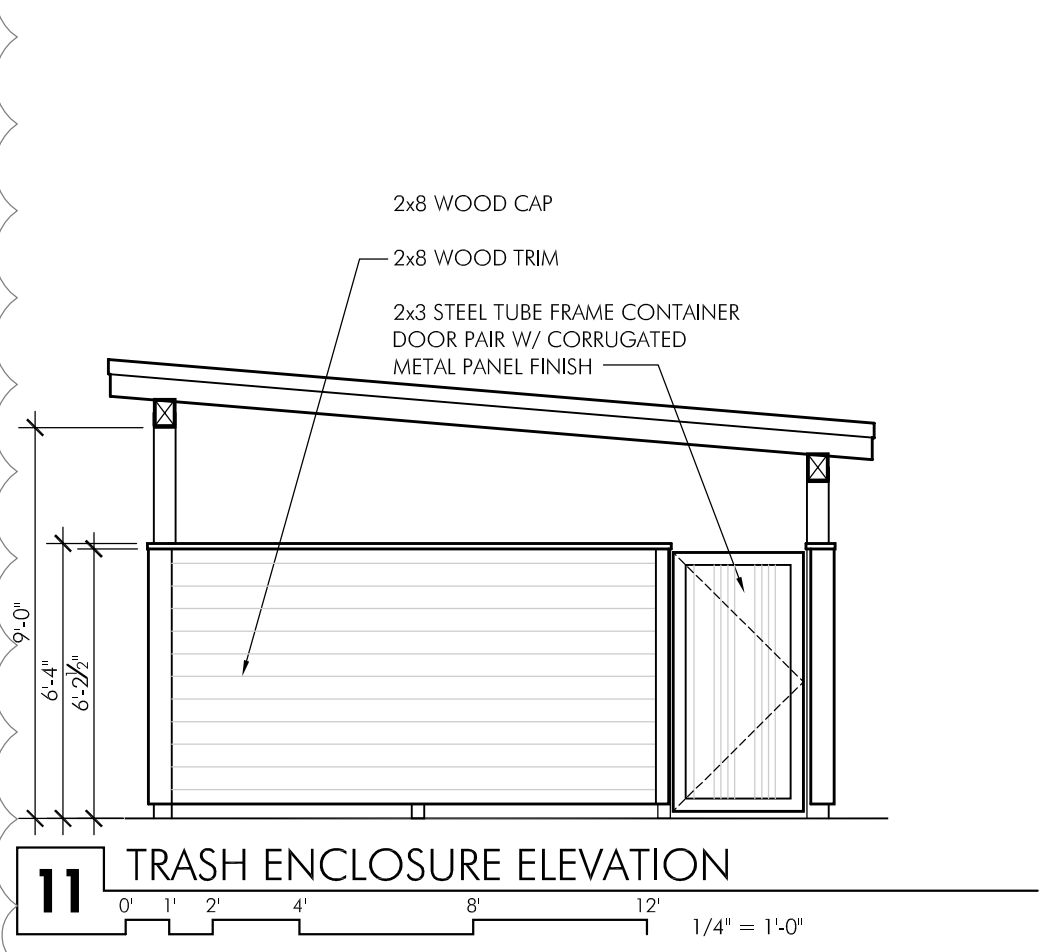 2x8 WOOD CAP
2x8 WOOD TRIM
2x3 STEEL TUBE FRAME CONTAINER
DOOR PAIR W/ CORRUGATED
METAL PANEL FINISH
9'-0"
6'-4"
6'-2½"
11
TRASH ENCLOSURE ELEVATION
0' 1' 2' 4' 8' 12'
1/4" = 1'-0"